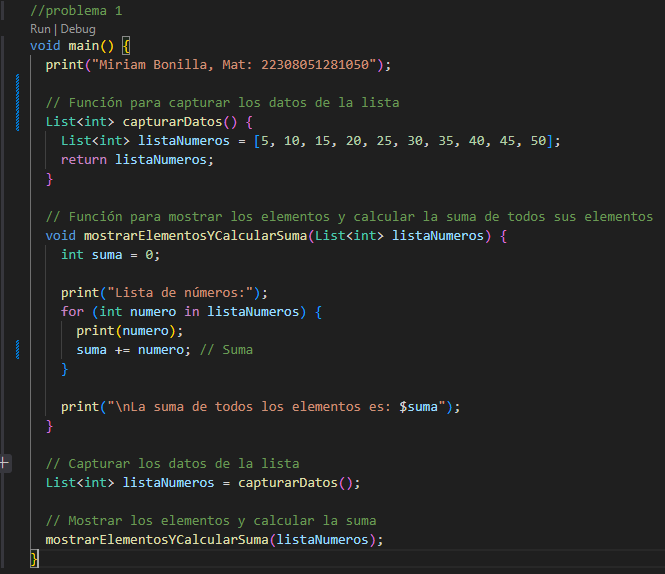 //problema 1
Run | Debug
void main() {
print("Miriam Bonilla, Mat: 22308051281050");
// Función para capturar los datos de la lista
List<int> capturarDatos() {
List<int> listaNumeros = [5, 10, 15, 20, 25, 30, 35, 40, 45, 50];
return listaNumeros;
}
// Función para mostrar los elementos y calcular la suma de todos sus elementos
void mostrarElementosYCalcularSuma(List<int> listaNumeros) {
int suma = 0;
print("Lista de números:");
for (int numero in listaNumeros) {
print(numero);
suma += numero; // Suma
}
print("\nLa suma de todos los elementos es: $suma");
}
// Capturar los datos de la lista
List<int> listaNumeros = capturarDatos();
// Mostrar los elementos y calcular la suma
mostrarElementosYCalcularSuma(listaNumeros);
}